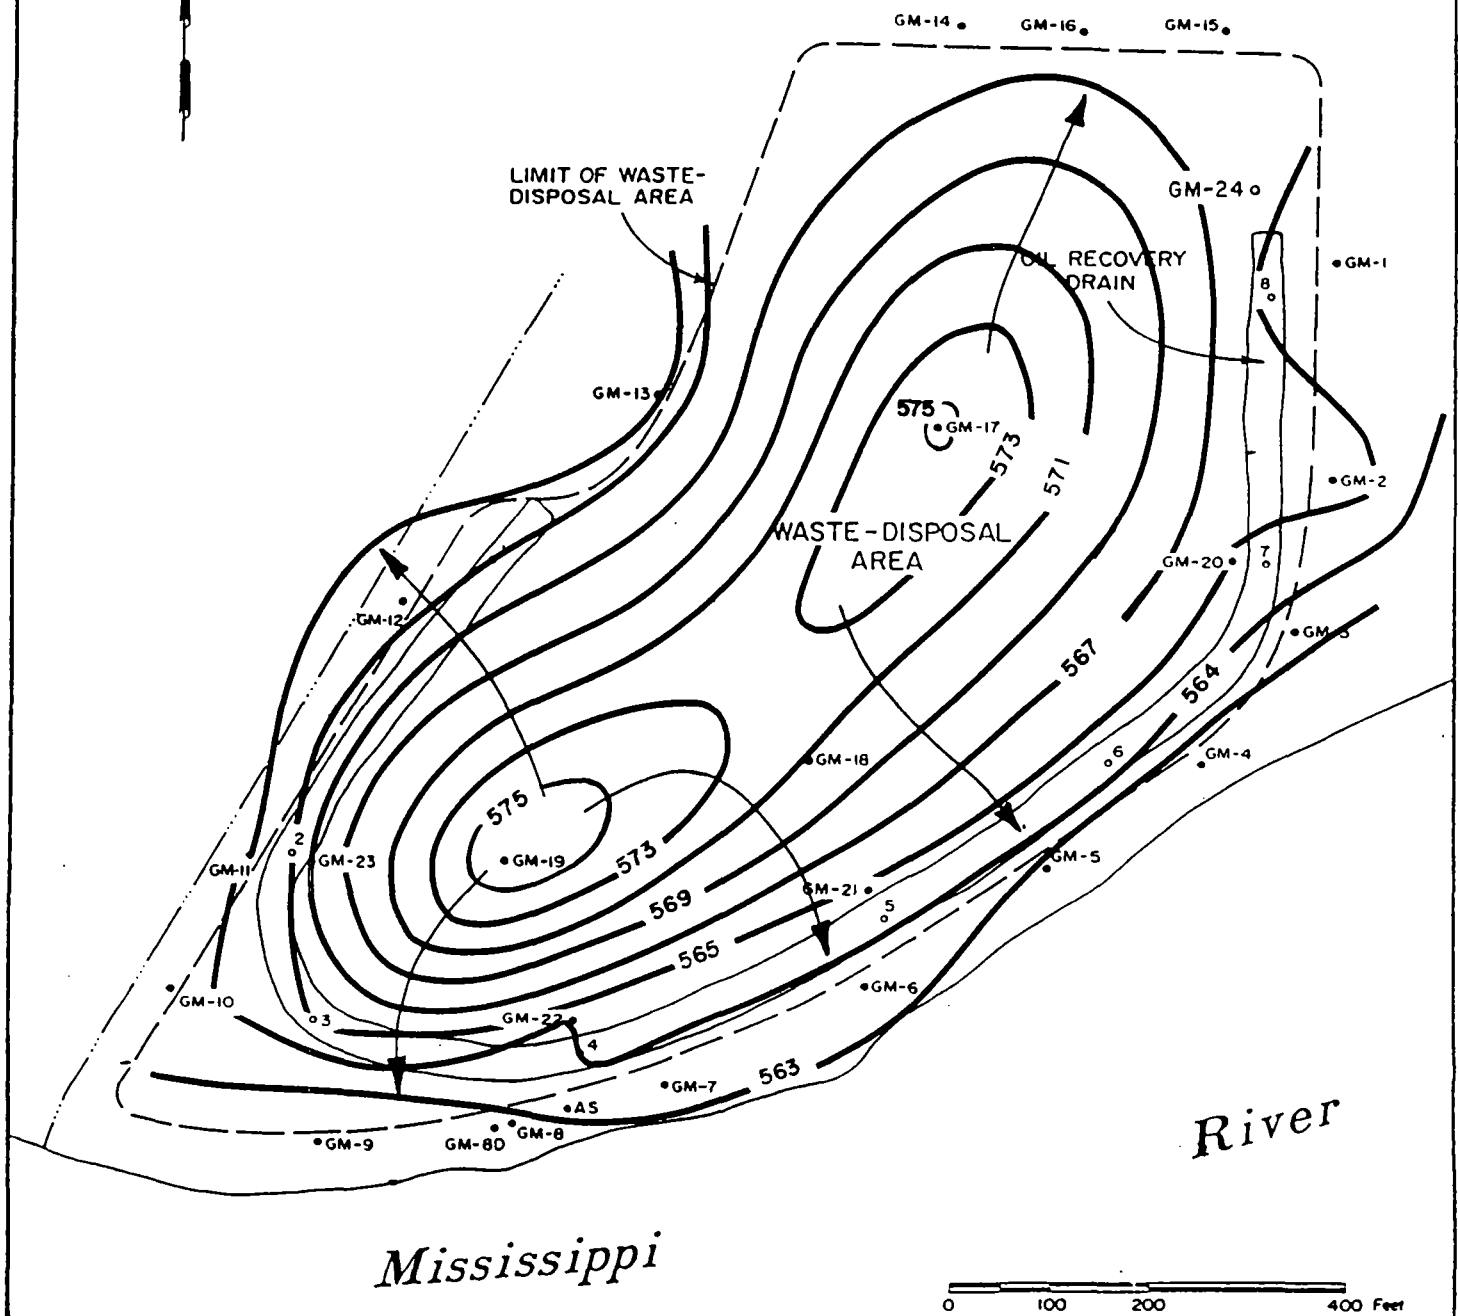 GM-14
GM-16
GM-15
LIMIT OF WASTE-
DISPOSAL AREA
GM-24
OIL RECOVERY
DRAIN
GM-1
8
GM-13
575
GM-17
573
571
GM-2
WASTE-DISPOSAL
AREA
GM-20
7
GM-12
GM-3
567
564
6
GM-4
GM-18
575
2
GM-11
GM-23
GM-19
573
GM-5
GM-21
5
569
565
GM-6
GM-10
3
GM-22
4
563
GM-7
AS
GM-9
GM-8D
GM-8
River
Mississippi
0 100 200 400 Feet